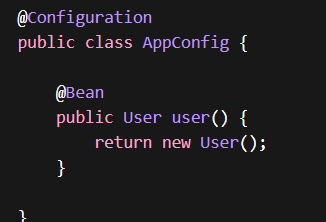 @Configuration
public class AppConfig {
@Bean
public User user() {
return new User();
}
}